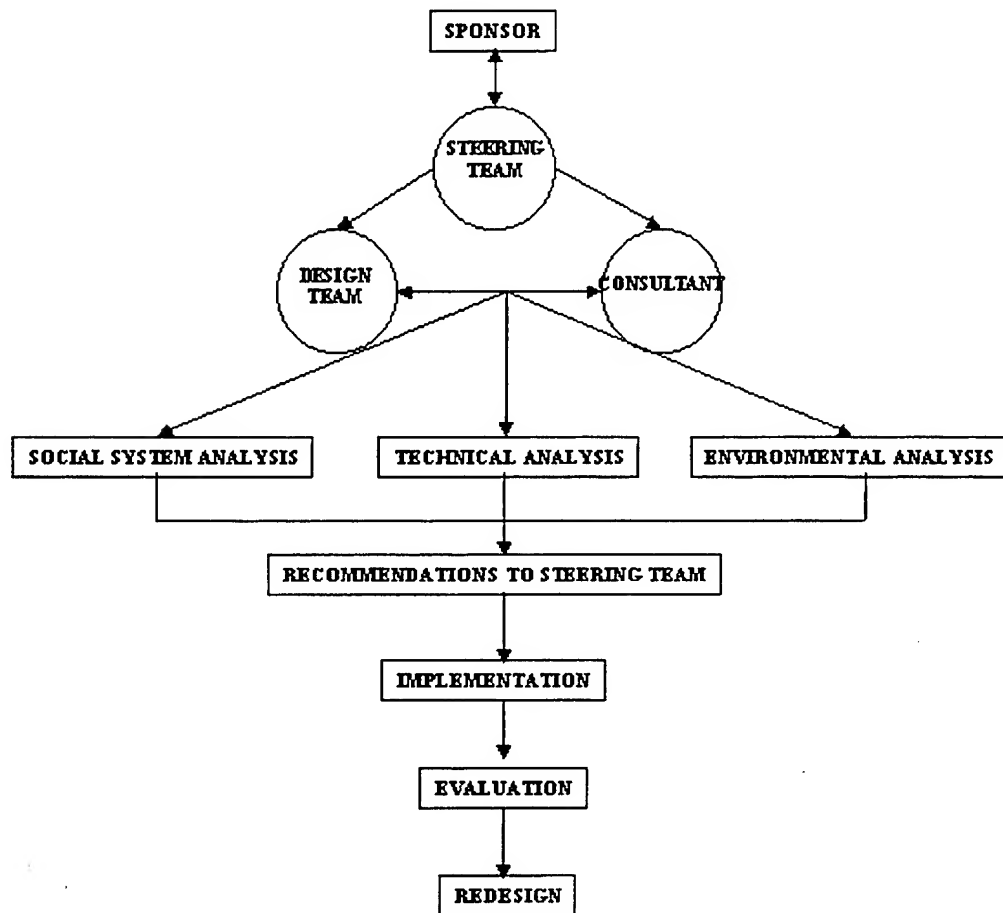 SPONSOR
STEERING
TEAM
DESIGN
TEAM
CONSULTANT
SOCIAL SYSTEM ANALYSIS
TECHNICAL ANALYSIS
ENVIRONMENTAL ANALYSIS
RECOMMENDATIONS TO STEERING TEAM
IMPLEMENTATION
EVALUATION
REDESIGN